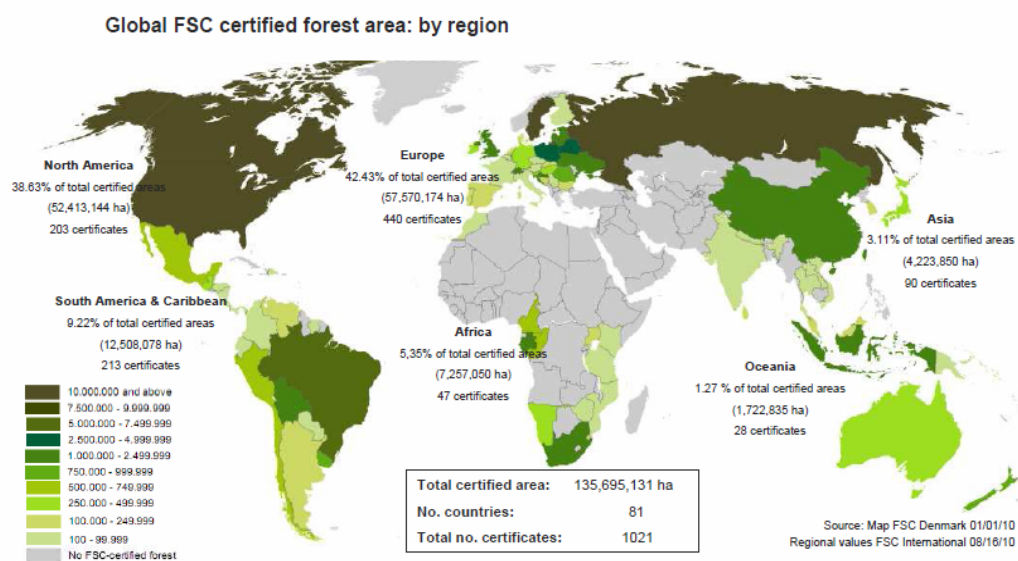 Global FSC certified forest area: by region
North America
38.63% of total certified areas
(52,413,144 ha)
203 certificates
Europe
42.43% of total certified areas
(57,570,174 ha)
440 certificates
Asia
3.11% of total certified areas
(4,223,850 ha)
90 certificates
South America & Caribbean
9.22% of total certified areas
(12,508,078 ha)
213 certificates
Africa
5,35% of total certified areas
(7,257,050 ha)
47 certificates
Oceania
1.27 % of total certified areas
(1,722,835 ha)
28 certificates
10.000.000 and above
7.500.000 - 9.999.999
5.000.000 - 7.499.999
2.500.000 - 4.999.999
1.000.000 - 2.499.999
750.000 - 999.999
500.000 - 749.999
250.000 - 499.999
100.000 - 249.999
100 - 99.999
No FSC-certified forest
Total certified area: 135,695,131 ha
No. countries: 81
Total no. certificates: 1021
Source: Map FSC Denmark 01/01/10
Regional values FSC International 08/16/10